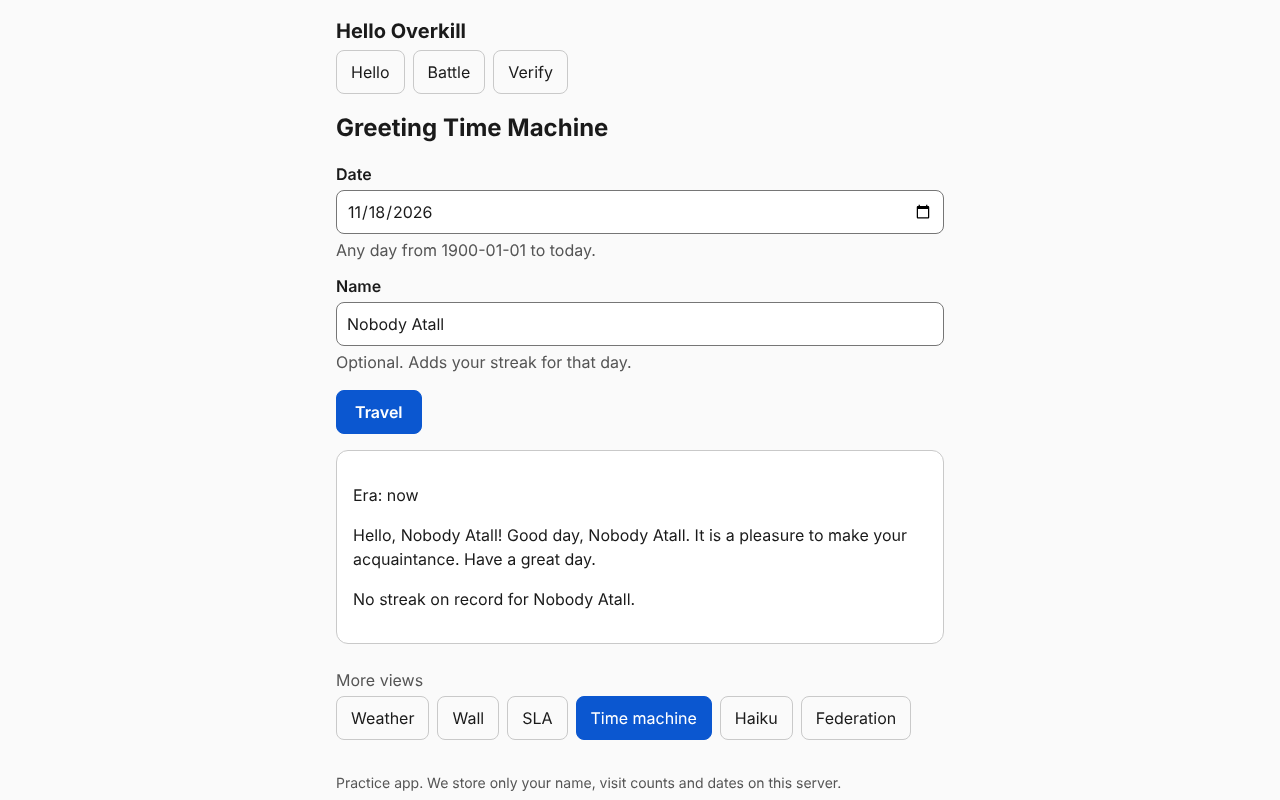 Hello Overkill
Hello Battle Verify
Greeting Time Machine
Date
11/18/2026
Any day from 1900-01-01 to today.
Name
Nobody Atall
Optional. Adds your streak for that day.
Travel
Era: now
Hello, Nobody Atall! Good day, Nobody Atall. It is a pleasure to make your
acquaintance. Have a great day.
No streak on record for Nobody Atall.
More views
Weather Wall SLA Time machine Haiku Federation
Practice app. We store only your name, visit counts and dates on this server.